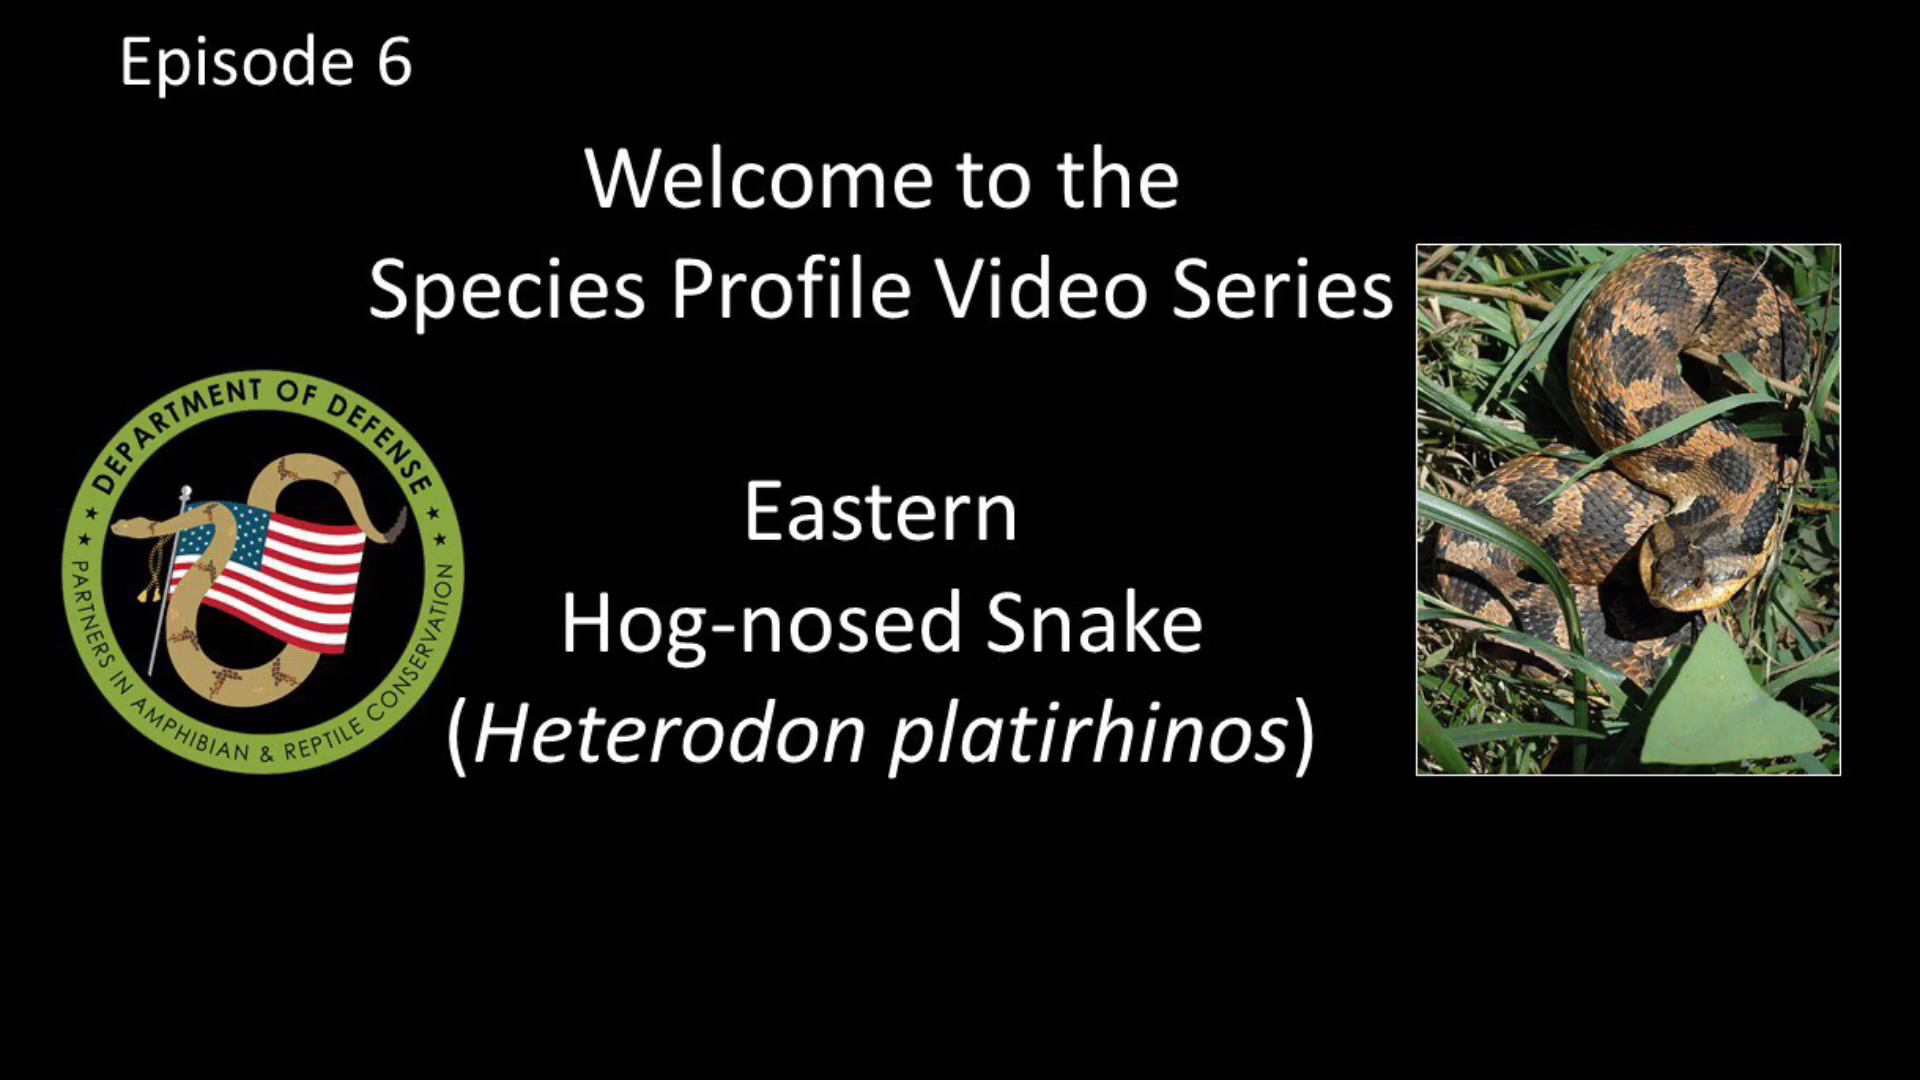 Episode 6
Welcome to the
Species Profile Video Series
DEPARTMENT OF DEFENSE
PARTNERS IN AMPHIBIAN & REPTILE CONSERVATION
Eastern
Hog-nosed Snake
(Heterodon platirhinos)